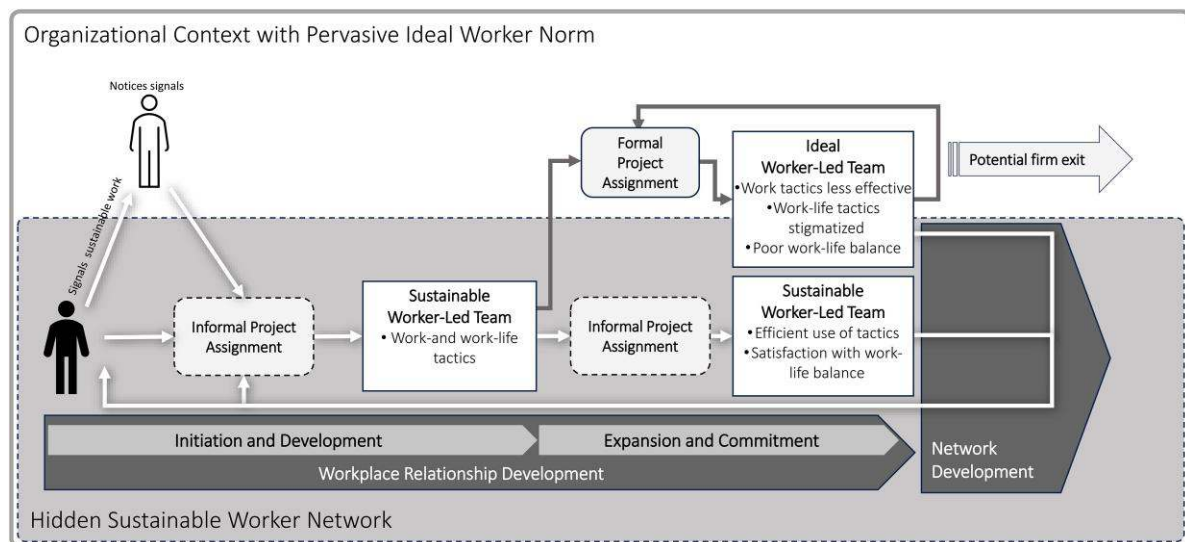 Organizational Context with Pervasive Ideal Worker Norm
Notices signals
Signals sustainable work
Formal
Project
Assignment
Ideal
Worker-Led Team
•Work tactics less effective
•Work-life tactics
stigmatized
• Poor work-life balance
Potential firm exit
Informal Project
Assignment
Sustainable
Worker-Led Team
• Work-and work-life
tactics
Informal Project
Assignment
Sustainable
Worker-Led Team
•Efficient use of tactics
•Satisfaction with work-
life balance
Initiation and Development
Expansion and Commitment
Workplace Relationship Development
Network
Development
Hidden Sustainable Worker Network